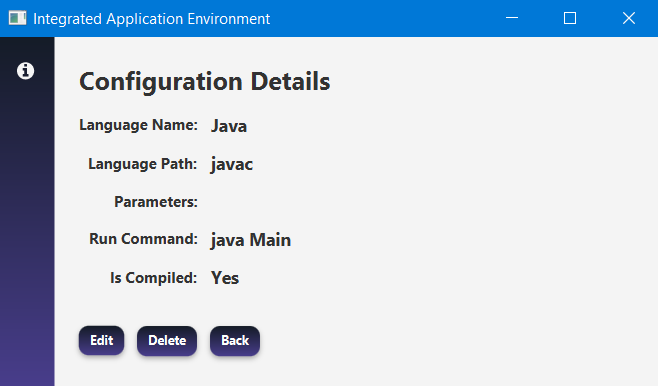 Integrated Application Environment
Configuration Details
Language Name: Java
Language Path: javac
Parameters:
Run Command: java Main
Is Compiled: Yes
Edit Delete Back